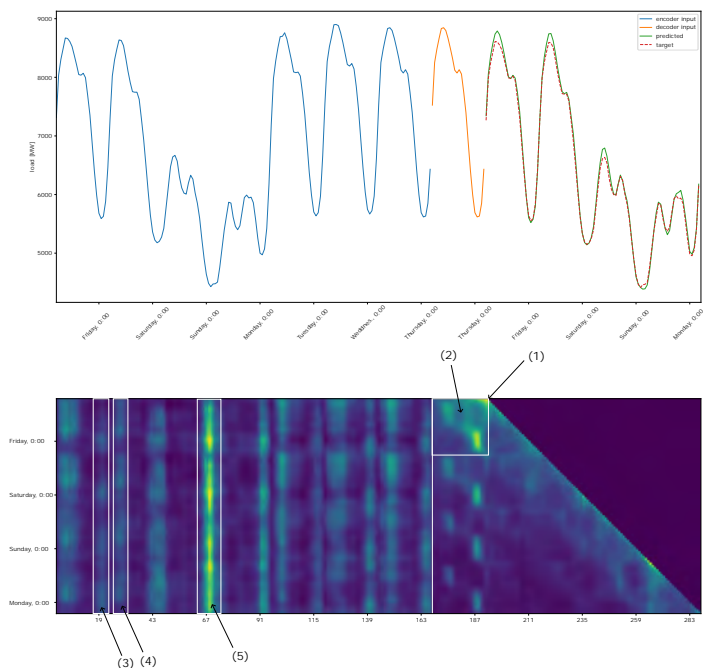 9000
8000
7000
6000
5000
load [MW]
encoder input
decoder input
predicted
target
Friday, 0:00
Saturday, 0:00
Sunday, 0:00
Monday, 0:00
Tuesday, 0:00
Wednes., 0:00
Thursday, 0:00
Thursday, 0:00
Friday, 0:00
Saturday, 0:00
Sunday, 0:00
Monday, 0:00
(2)
(1)
Friday, 0:00
Saturday, 0:00
Sunday, 0:00
Monday, 0:00
19
43
67
91
115
139
163
187
211
235
259
283
(3)
(4)
(5)